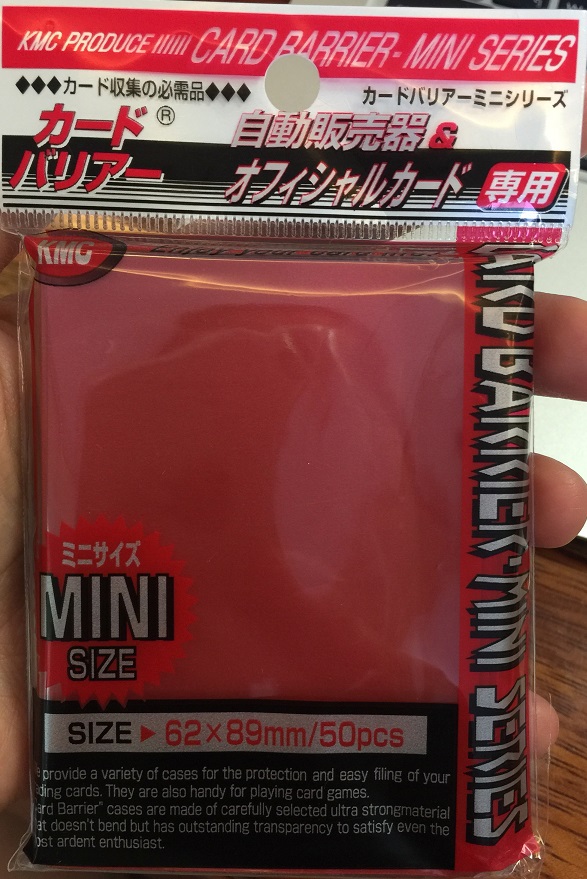 KMC PRODUCE CARD BARRIER-MINI SERIES
◆◆◆カード収集の必需品◆◆◆
カードバリアーミニシリーズ
カード
バリアー®
自動販売器&
オフィシャルカード 専用
KMC
CARD BARRIER-MINI SERIES
ミニサイズ
MINI
SIZE
SIZE ▶ 62×89mm/50pcs
provide a variety of cases for the protection and easy filing of your
cards. They are also handy for playing card games.
Barrier® cases are made of carefully selected ultra strongmaterial
doesn't bend but has outstanding transparency to satisfy even the
ardent enthusiast.